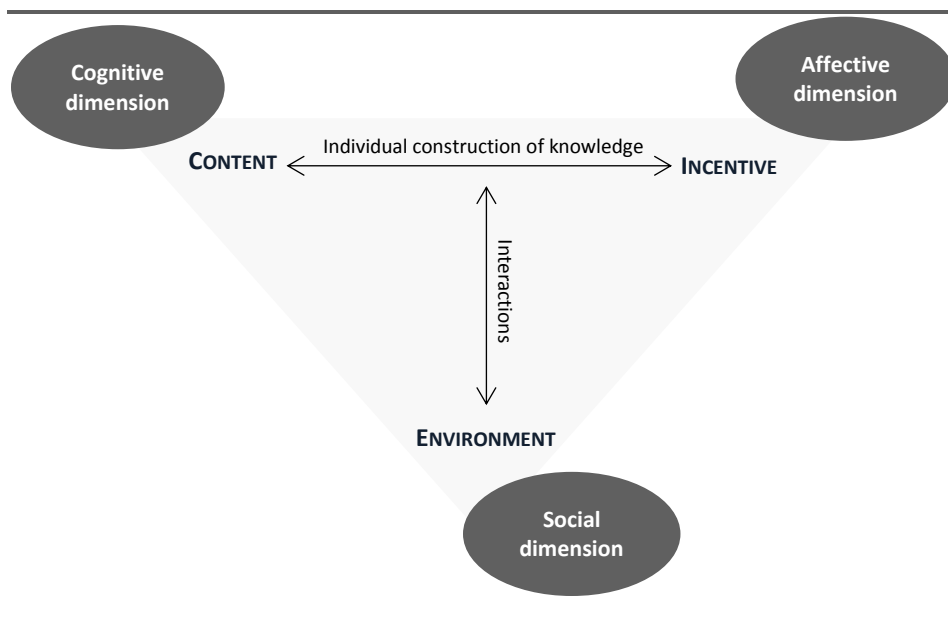 Cognitive
dimension
Affective
dimension
Individual construction of knowledge
CONTENT
INCENTIVE
Interactions
ENVIRONMENT
Social
dimension